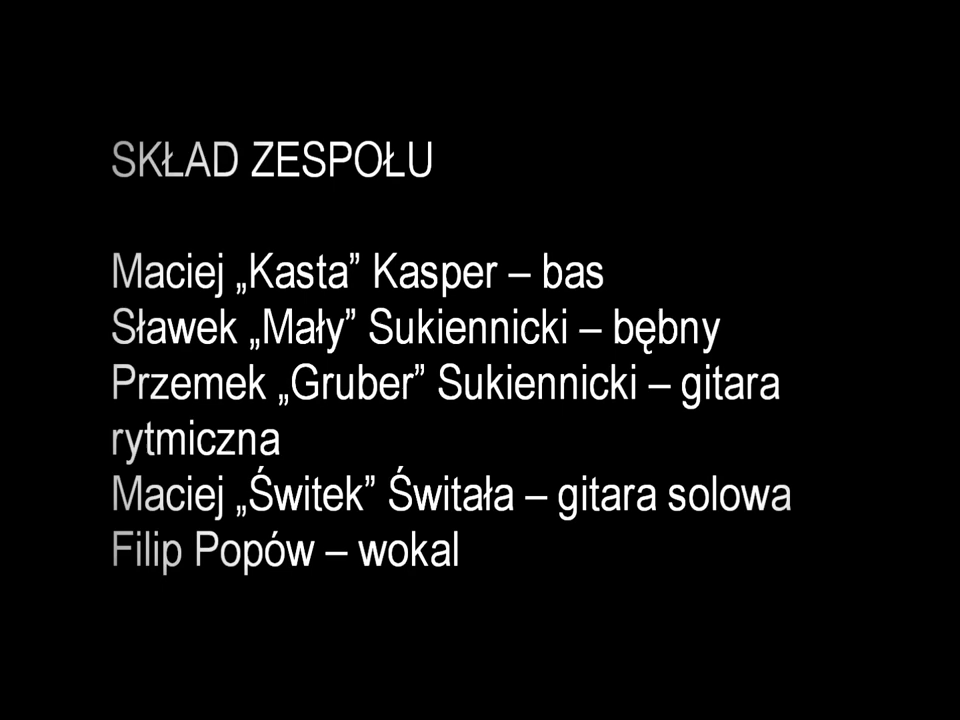 SKŁAD ZESPOŁU
Maciej „Kasta” Kasper – bas
Sławek „Mały” Sukiennicki – bębny
Przemek „Gruber” Sukiennicki – gitara
rytmiczna
Maciej „Świtek” Świtała – gitara solowa
Filip Popów – wokal